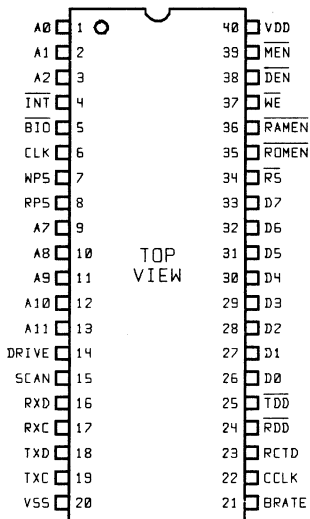 A0 1 40 VDD
A1 2 39 MEN
A2 3 38 DEN
INT 4 37 WE
BIO 5 36 RAMEN
CLK 6 35 ROMEN
WPS 7 34 RS
RPS 8 33 D7
A7 9 32 D6
A8 10 31 D5
TOP
A9 11 30 D4
VIEW
A10 12 29 D3
A11 13 28 D2
DRIVE 14 27 D1
SCAN 15 26 D0
RXD 16 25 TDD
RXC 17 24 RDD
TXD 18 23 RCTD
TXC 19 22 CCLK
VSS 20 21 BRATE